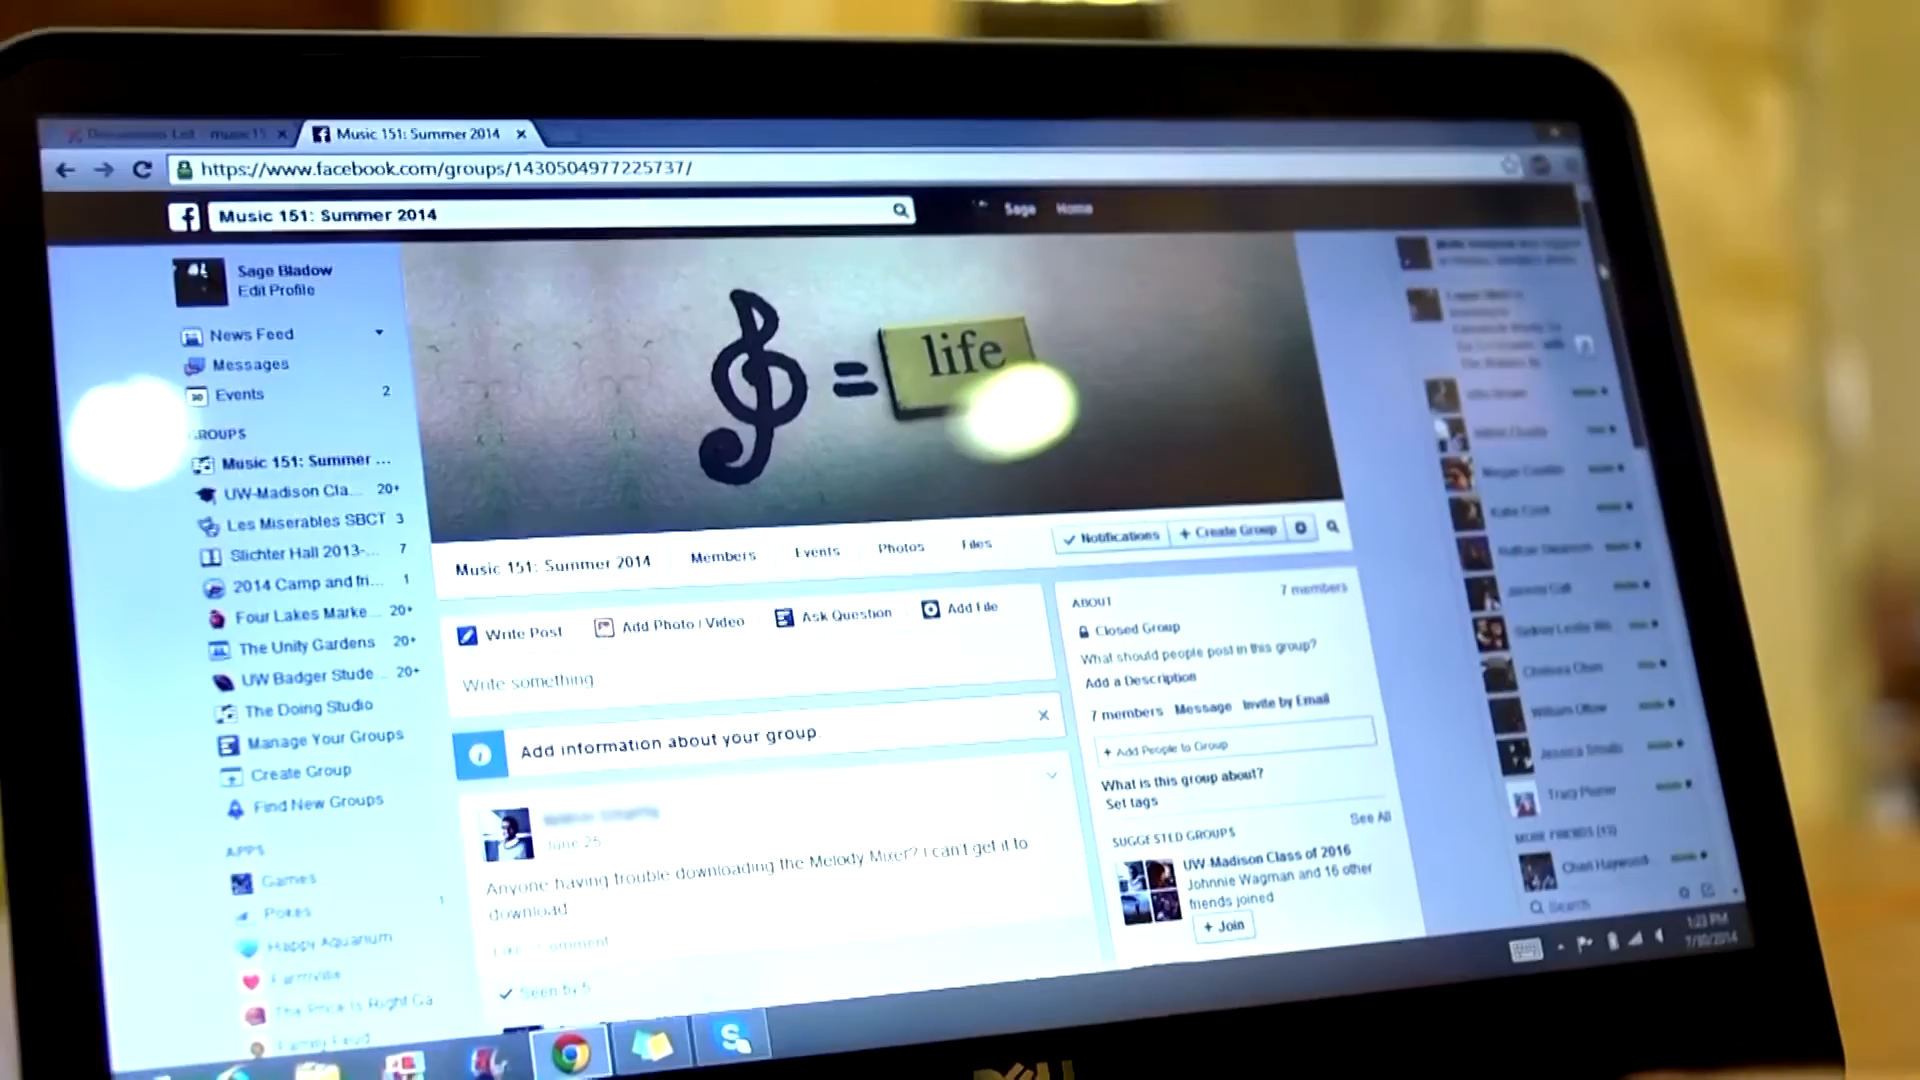 Music 151: Summer 2014
https://www.facebook.com/groups/1430504977225737/
Music 151: Summer 2014
Sage Home
Sage Bladow
Edit Profile
News Feed
Messages
Events 2
GROUPS
Music 151: Summer ...
UW-Madison Cla... 20+
Les Miserables SBCT 3
Slichter Hall 2013-... 7
2014 Camp and fri... 1
Four Lakes Marke... 20+
The Unity Gardens 20+
UW Badger Stude... 20+
The Doing Studio
Manage Your Groups
Create Group
Find New Groups
APPS
Games
Pokes 1
Happy Aquarium
FarmVille
The Price Is Right Ga
Family Feud
= life
Music 151: Summer 2014 Members Events Photos Files
Notifications + Create Group
Write Post Add Photo / Video Ask Question Add File
Write something
Add information about your group.
June 25
Anyone having trouble downloading the Melody Mixer? I can't get it to
download
Like Comment
Seen by 5
ABOUT 7 members
Closed Group
What should people post in this group?
Add a Description
7 members Message Invite by Email
+ Add People to Group
What is this group about?
Set tags
SUGGESTED GROUPS See All
UW-Madison Class of 2016
Johnnie Wagman and 16 other
friends joined
+ Join
MORE FRIENDS (13)
Search
1:23 PM
7/10/2014
DELL